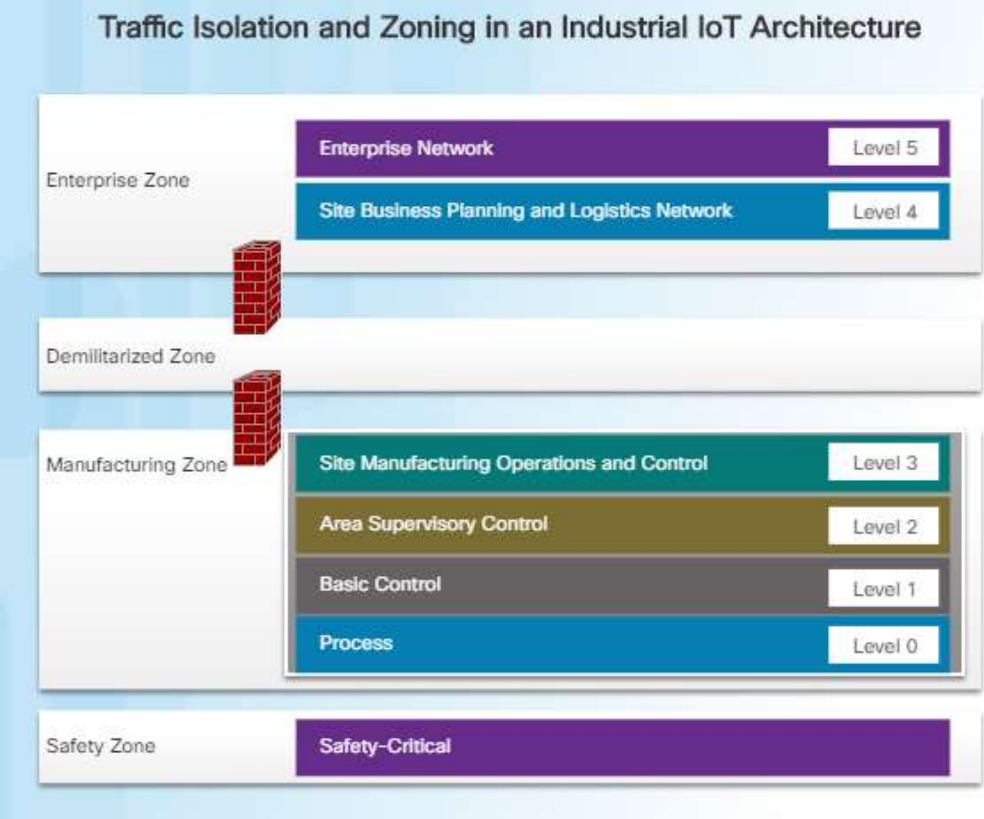 Traffic Isolation and Zoning in an Industrial IoT Architecture
Enterprise Zone
Enterprise Network
Level 5
Site Business Planning and Logistics Network
Level 4
Demilitarized Zone
Manufacturing Zone
Site Manufacturing Operations and Control
Level 3
Area Supervisory Control
Level 2
Basic Control
Level 1
Process
Level 0
Safety Zone
Safety-Critical